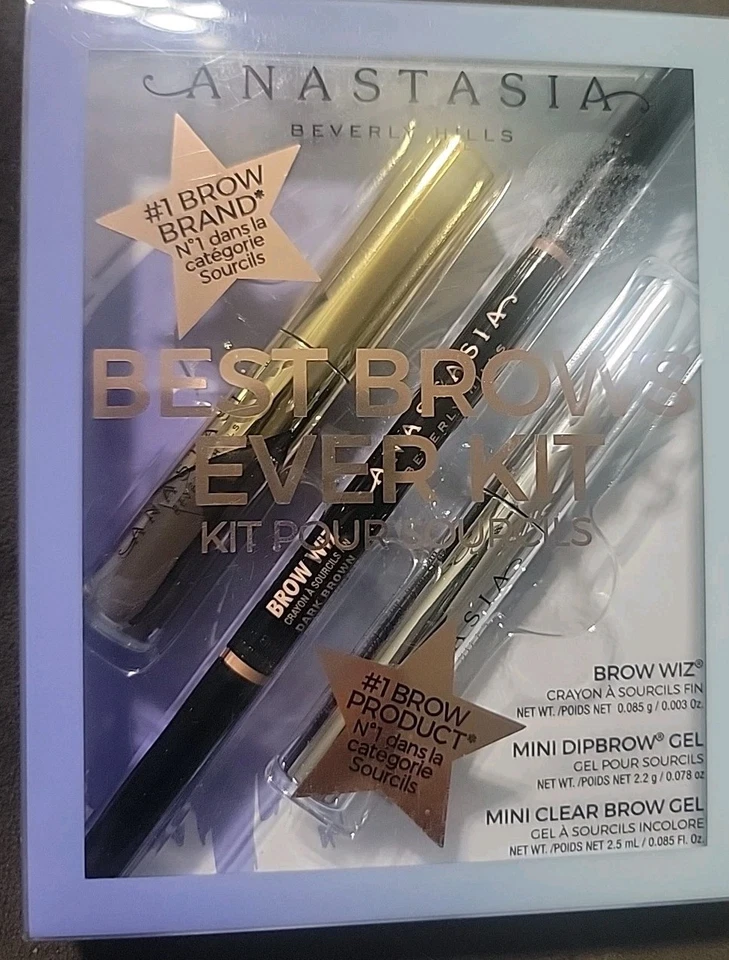 ANASTASIA
BEVERLY HILLS
#1 BROW
BRAND*
N°1 dans la
catégorie
Sourcils
BEST BROWS
EVER KIT
KIT POUR SOURCILS
ANASTASIA
BEVERLY HILLS
BROW WIZ
CRAYON À SOURCILS
DARK BROWN
#1 BROW
PRODUCT*
N°1 dans la
catégorie
Sourcils
BROW WIZ®
CRAYON À SOURCILS FIN
NET WT. /POIDS NET 0.085 g / 0.003 Oz.
MINI DIPBROW® GEL
GEL POUR SOURCILS
NET WT. /POIDS NET 2.2 g / 0.078 oz
MINI CLEAR BROW GEL
GEL À SOURCILS INCOLORE
NET WT. /POIDS NET 2.5 mL / 0.085 Fl. Oz.